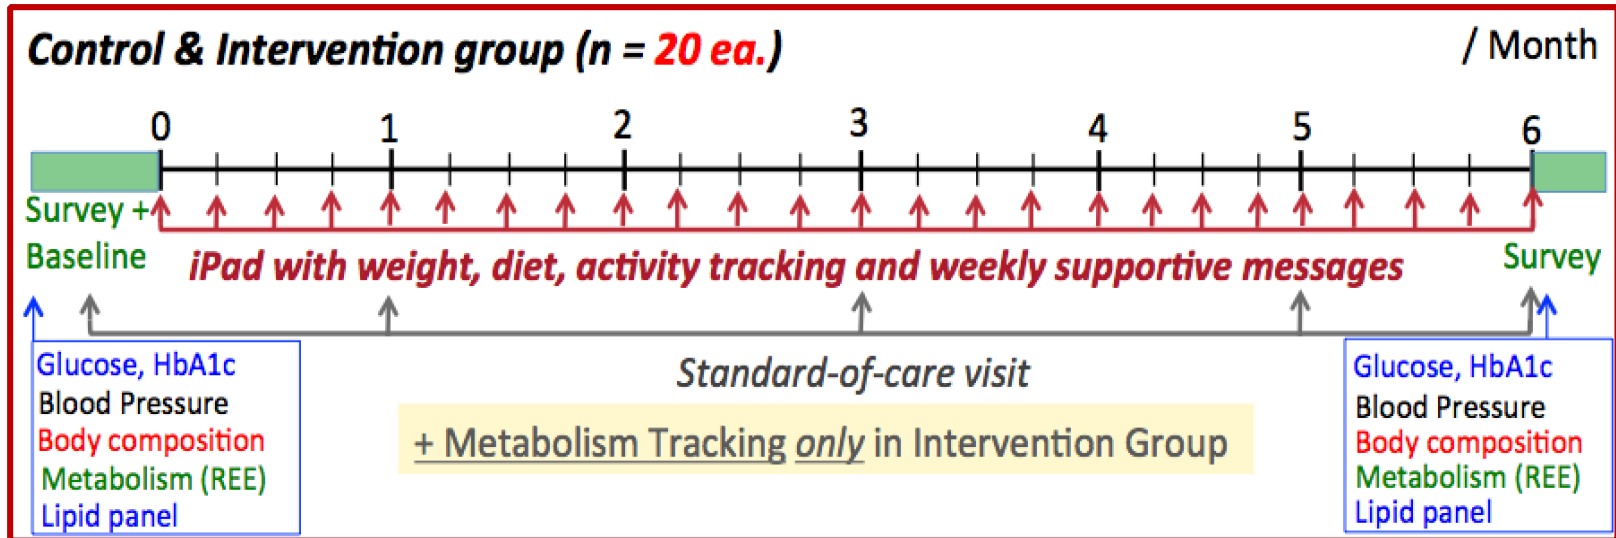 Control & Intervention group (n = 20 ea.)
/ Month
0 1 2 3 4 5 6
Survey +
Baseline
iPad with weight, diet, activity tracking and weekly supportive messages
Survey
Glucose, HbA1c
Blood Pressure
Body composition
Metabolism (REE)
Lipid panel
Standard-of-care visit
+ Metabolism Tracking only in Intervention Group
Glucose, HbA1c
Blood Pressure
Body composition
Metabolism (REE)
Lipid panel